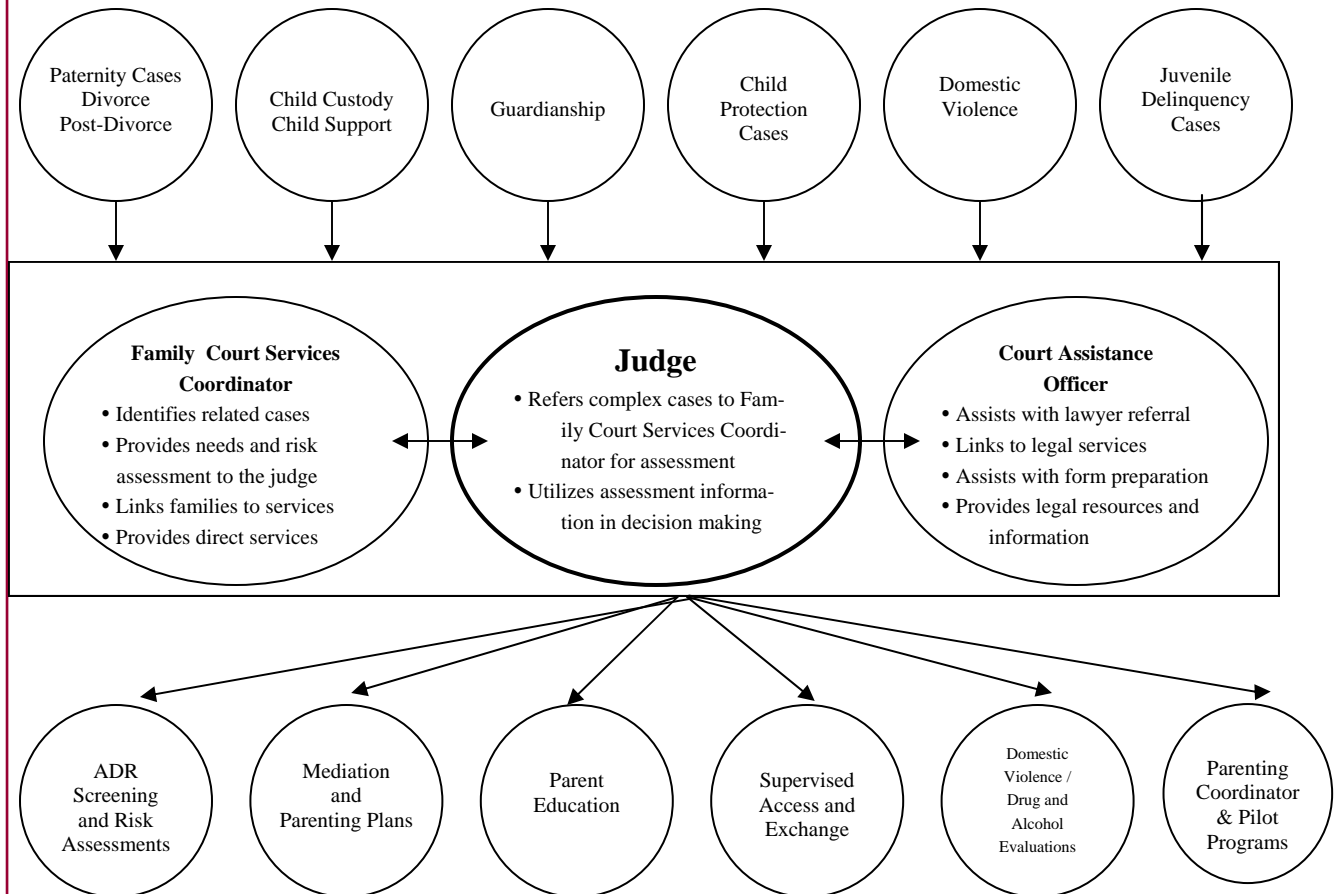 Paternity Cases
Divorce
Post-Divorce
Child Custody
Child Support
Guardianship
Child
Protection
Cases
Domestic
Violence
Juvenile
Delinquency
Cases
Family Court Services
Coordinator
• Identifies related cases
• Provides needs and risk
assessment to the judge
• Links families to services
• Provides direct services
Judge
• Refers complex cases to Fam-
ily Court Services Coordi-
nator for assessment
• Utilizes assessment informa-
tion in decision making
Court Assistance
Officer
• Assists with lawyer referral
• Links to legal services
• Assists with form preparation
• Provides legal resources and
information
ADR
Screening
and Risk
Assessments
Mediation
and
Parenting Plans
Parent
Education
Supervised
Access and
Exchange
Domestic
Violence /
Drug and
Alcohol
Evaluations
Parenting
Coordinator
& Pilot
Programs